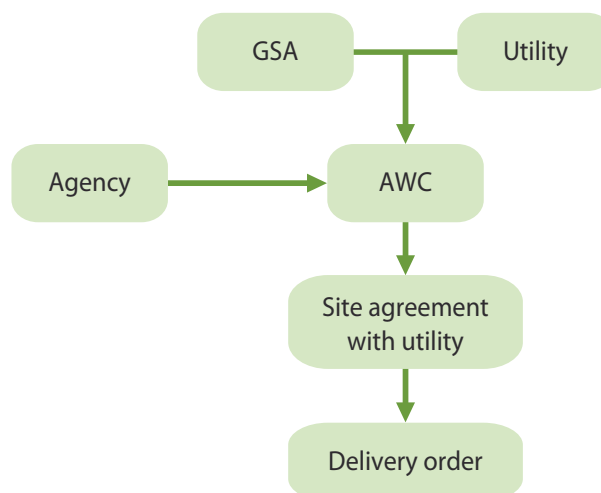 GSA
Utility
Agency
AWC
Site agreement
with utility
Delivery order